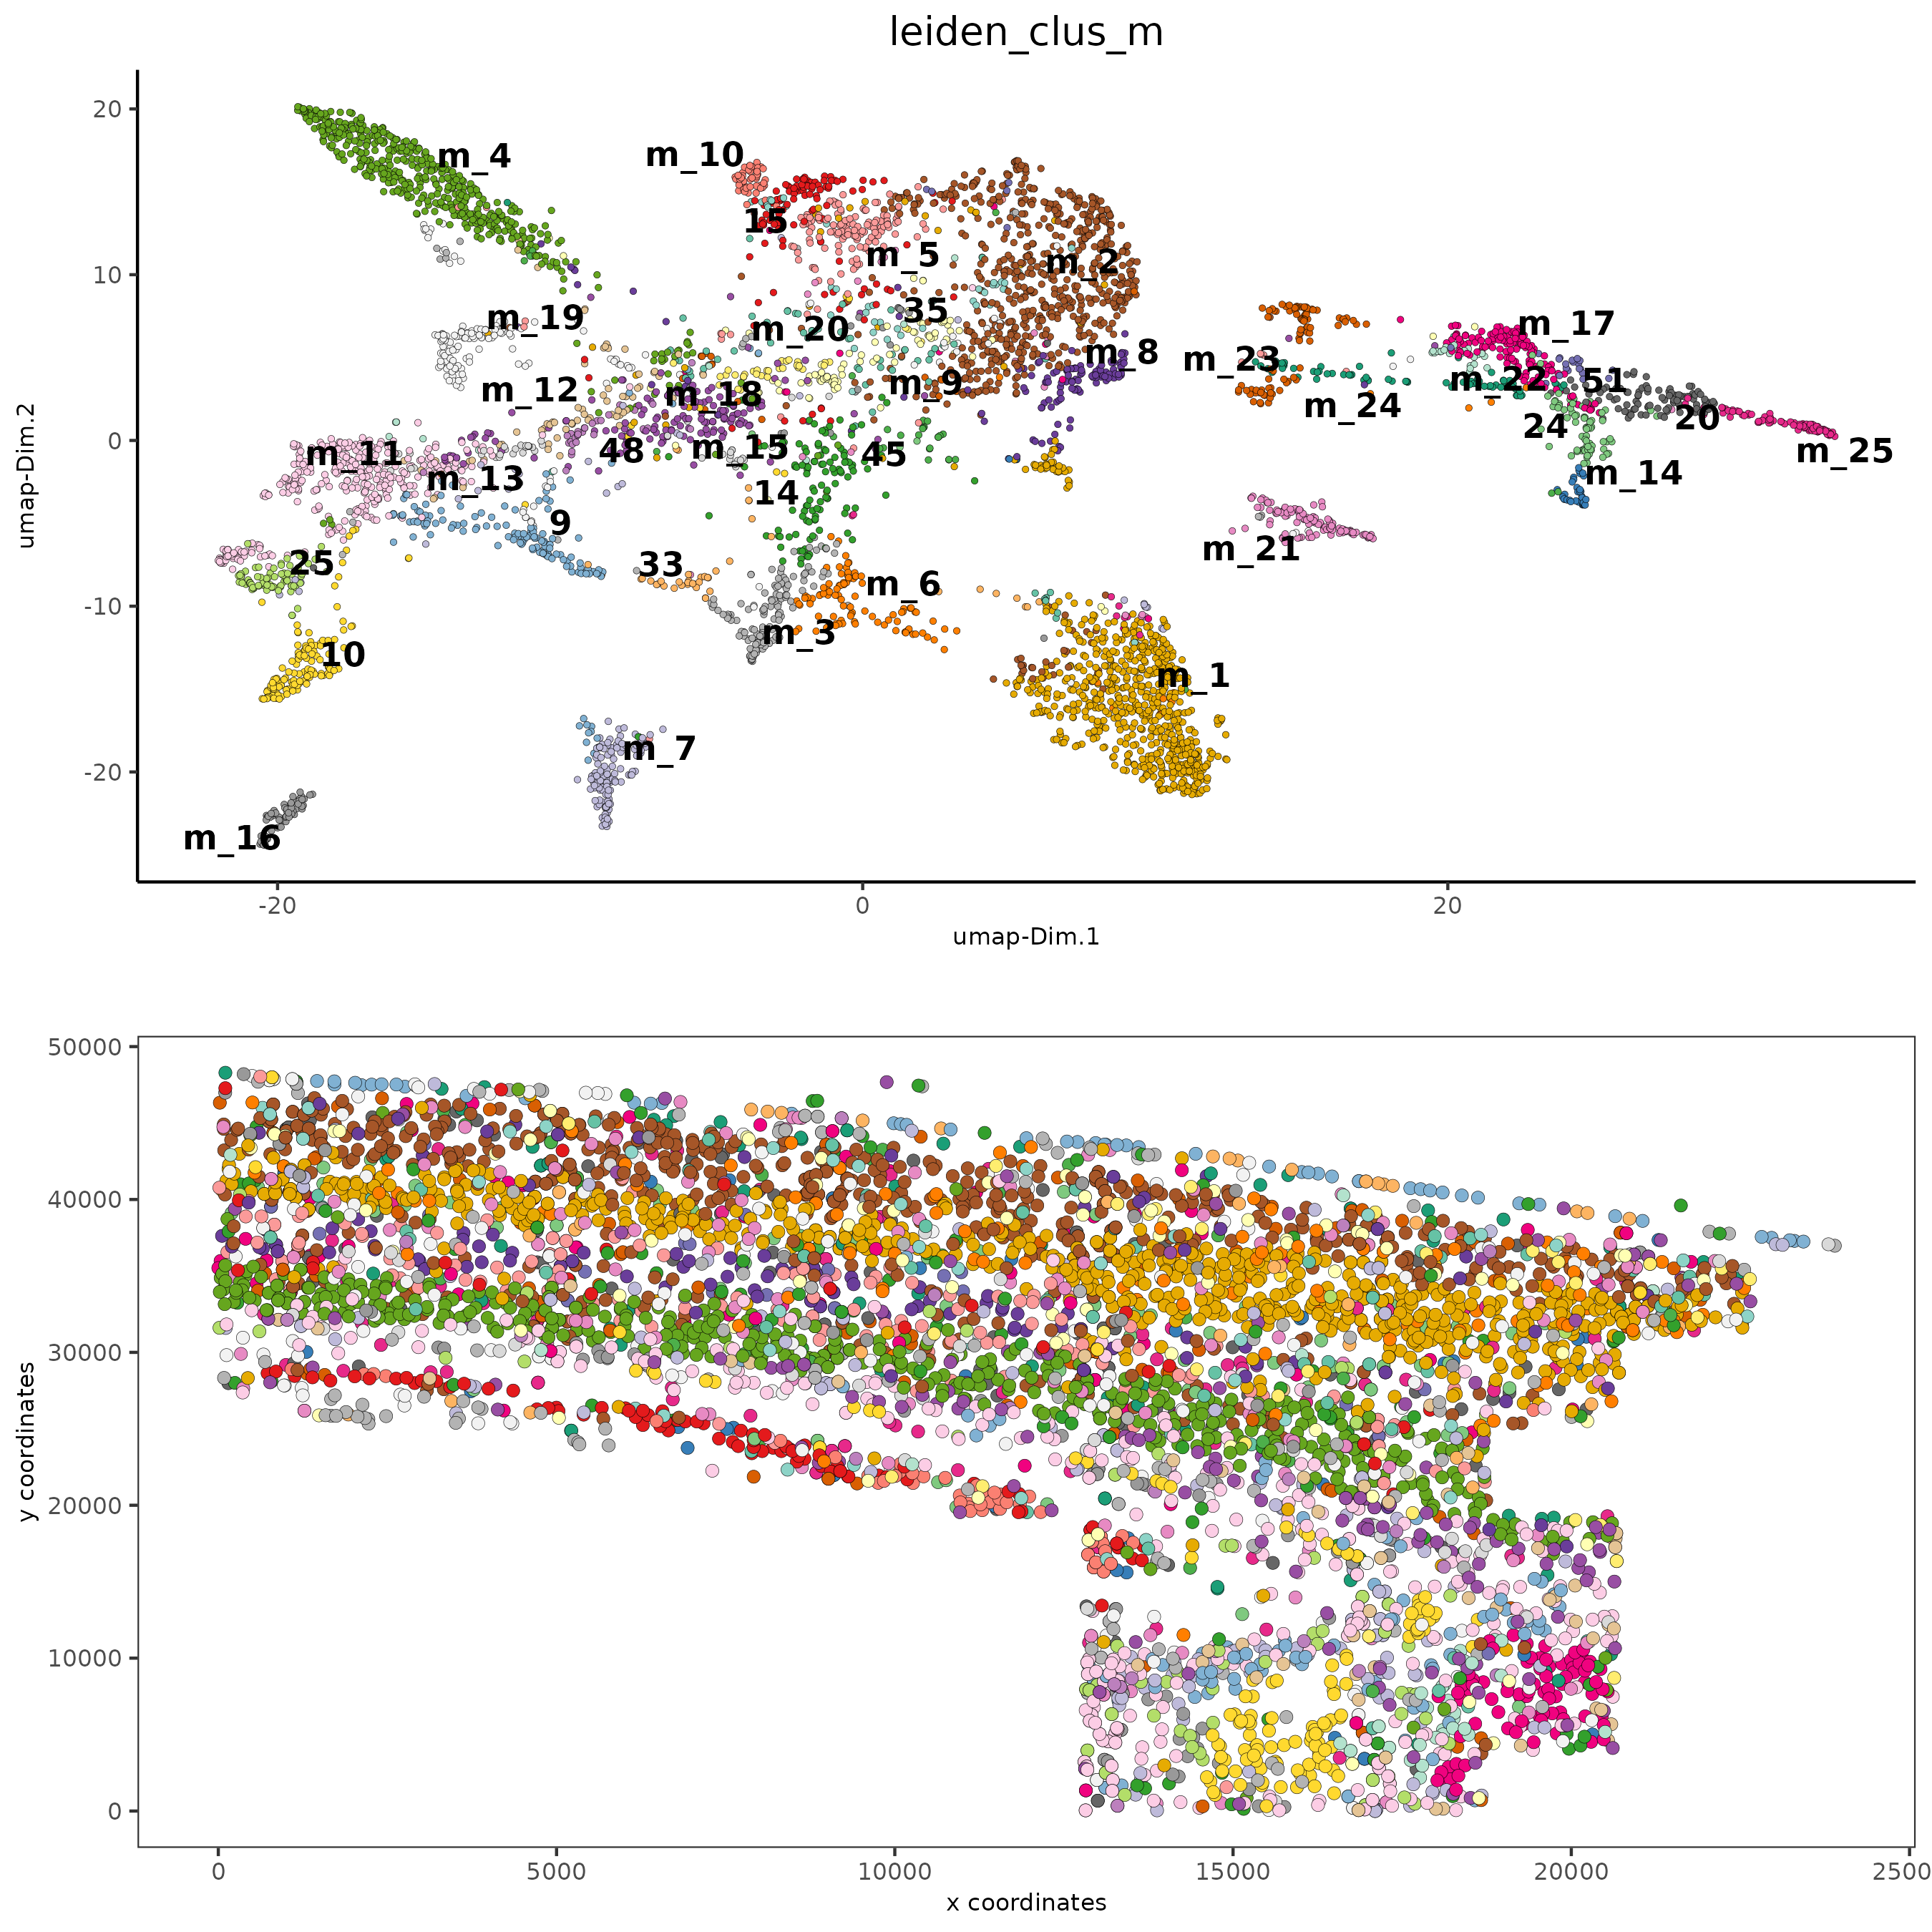 leiden_clus_m
20
m_4
m_10
15
m_5
m_2
10
m_19
m_20
35
m_17
m_8
m_23
m_12
m_18
m_9
m_22
51
m_24
20
24
umap-Dim.2
0
m_11
48
m_15
45
m_25
m_13
14
m_14
9
25
33
m_21
m_6
-10
m_3
10
m_1
m_7
-20
m_16
-20
0
20
umap-Dim.1
50000
40000
30000
y coordinates
20000
10000
0
0
5000
10000
15000
20000
2500
x coordinates